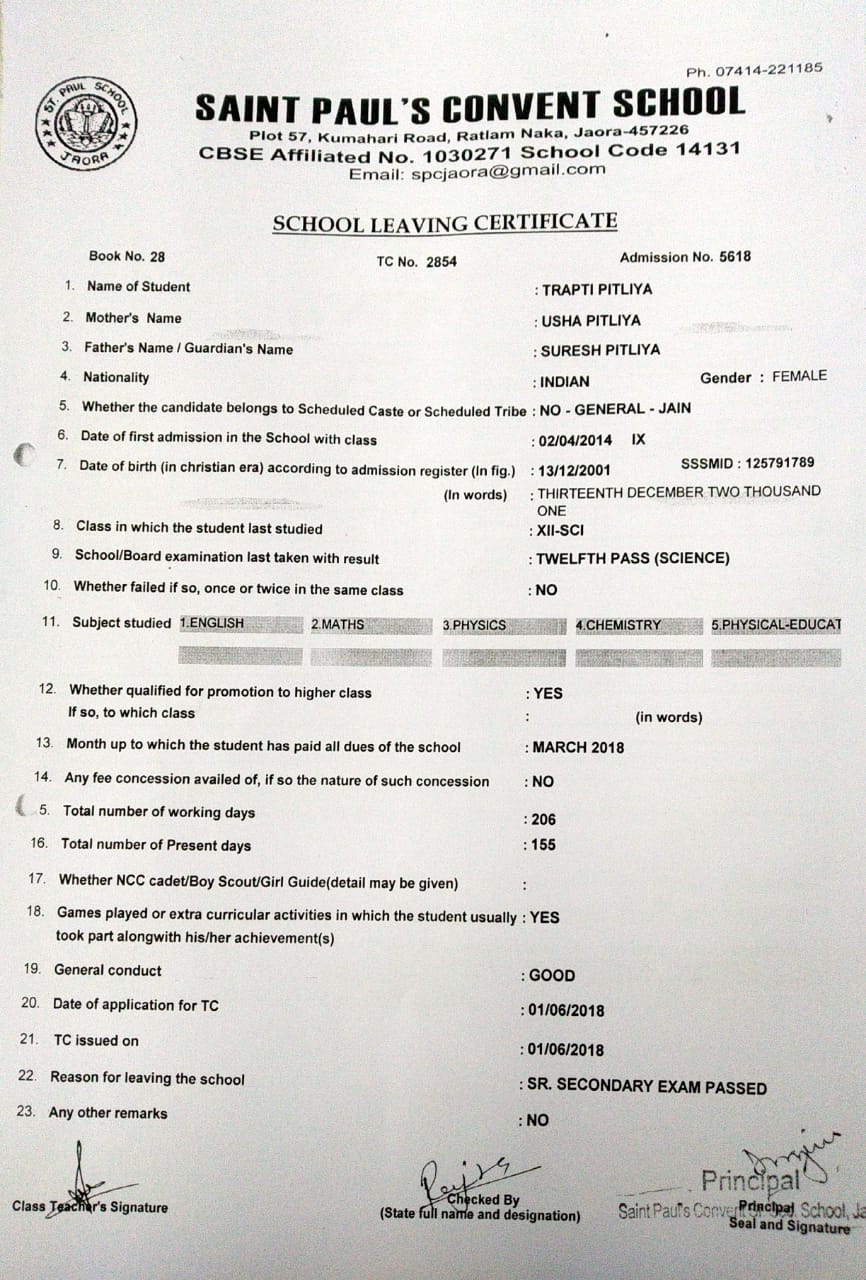 Ph. 07414-221185
ST. PAUL SCHOOL
JAORA
SAINT PAUL'S CONVENT SCHOOL
Plot 57, Kumahari Road, Ratlam Naka, Jaora-457226
CBSE Affiliated No. 1030271 School Code 14131
Email: spcjaora@gmail.com
SCHOOL LEAVING CERTIFICATE
Book No. 28 TC No. 2854 Admission No. 5618
1. Name of Student : TRAPTI PITLIYA
2. Mother's Name : USHA PITLIYA
3. Father's Name / Guardian's Name : SURESH PITLIYA
4. Nationality : INDIAN Gender : FEMALE
5. Whether the candidate belongs to Scheduled Caste or Scheduled Tribe : NO - GENERAL - JAIN
6. Date of first admission in the School with class : 02/04/2014 IX
7. Date of birth (in christian era) according to admission register (In fig.) : 13/12/2001 SSSMID : 125791789
(In words) : THIRTEENTH DECEMBER TWO THOUSAND
ONE
8. Class in which the student last studied : XII-SCI
9. School/Board examination last taken with result : TWELFTH PASS (SCIENCE)
10. Whether failed if so, once or twice in the same class : NO
11. Subject studied 1.ENGLISH 2.MATHS 3.PHYSICS 4.CHEMISTRY 5.PHYSICAL-EDUCAT
12. Whether qualified for promotion to higher class : YES
If so, to which class : (in words)
13. Month up to which the student has paid all dues of the school : MARCH 2018
14. Any fee concession availed of, if so the nature of such concession : NO
5. Total number of working days : 206
16. Total number of Present days : 155
17. Whether NCC cadet/Boy Scout/Girl Guide(detail may be given) :
18. Games played or extra curricular activities in which the student usually : YES
took part alongwith his/her achievement(s)
19. General conduct : GOOD
20. Date of application for TC : 01/06/2018
21. TC issued on : 01/06/2018
22. Reason for leaving the school : SR. SECONDARY EXAM PASSED
23. Any other remarks : NO
Class Teacher's Signature
Checked By
(State full name and designation)
Principal
Saint Paul's Convent Sr. Sec. School, Ja
Principal
Seal and Signature